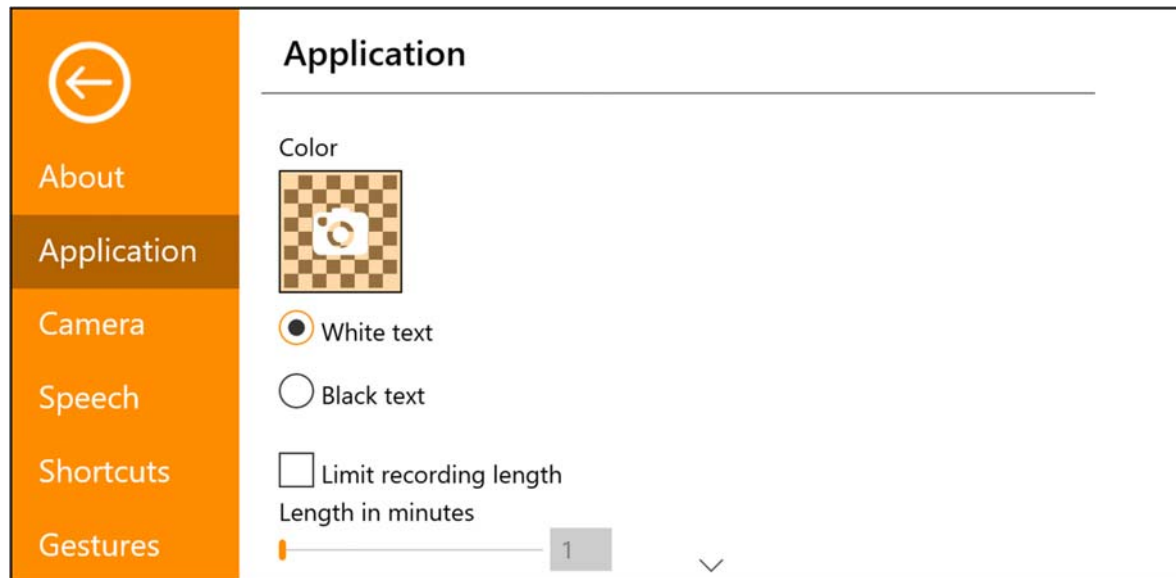 Application
About
Application
Camera
Speech
Shortcuts
Gestures
Color
White text
Black text
Limit recording length
Length in minutes
1